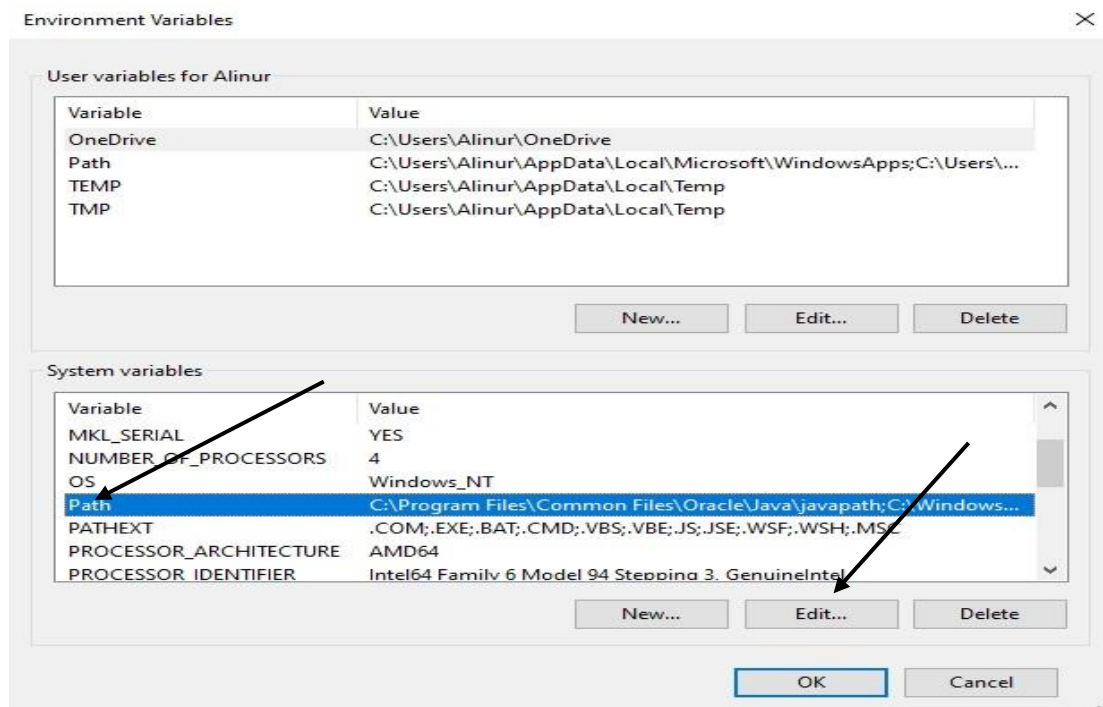 Environment Variables
User variables for Alinur
Variable Value
OneDrive C:\Users\Alinur\OneDrive
Path C:\Users\Alinur\AppData\Local\Microsoft\WindowsApps;C:\Users\...
TEMP C:\Users\Alinur\AppData\Local\Temp
TMP C:\Users\Alinur\AppData\Local\Temp
New... Edit... Delete
System variables
Variable Value
MKL_SERIAL YES
NUMBER_OF_PROCESSORS 4
OS Windows_NT
Path C:\Program Files\Common Files\Oracle\Java\javapath;C:\Windows...
PATHEXT .COM;.EXE;.BAT;.CMD;.VBS;.VBE;.JS;.JSE;.WSF;.WSH;.MSC
PROCESSOR_ARCHITECTURE AMD64
PROCESSOR_IDENTIFIER Intel64 Family 6 Model 94 Stepping 3, GenuineIntel
New... Edit... Delete
OK Cancel